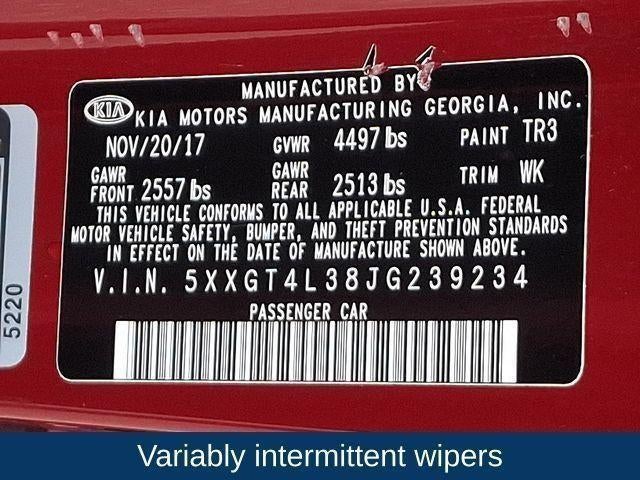 MANUFACTURED BY
KIA
KIA MOTORS MANUFACTURING GEORGIA, INC.
NOV/20/17 GVWR 4497 lbs PAINT TR3
GAWR FRONT 2557 lbs GAWR REAR 2513 lbs TRIM WK
THIS VEHICLE CONFORMS TO ALL APPLICABLE U.S.A. FEDERAL
MOTOR VEHICLE SAFETY, BUMPER, AND THEFT PREVENTION STANDARDS
IN EFFECT ON THE DATE OF MANUFACTURE SHOWN ABOVE.
V.I.N. 5XXGT4L38JG239234
PASSENGER CAR
5220
Variably intermittent wipers